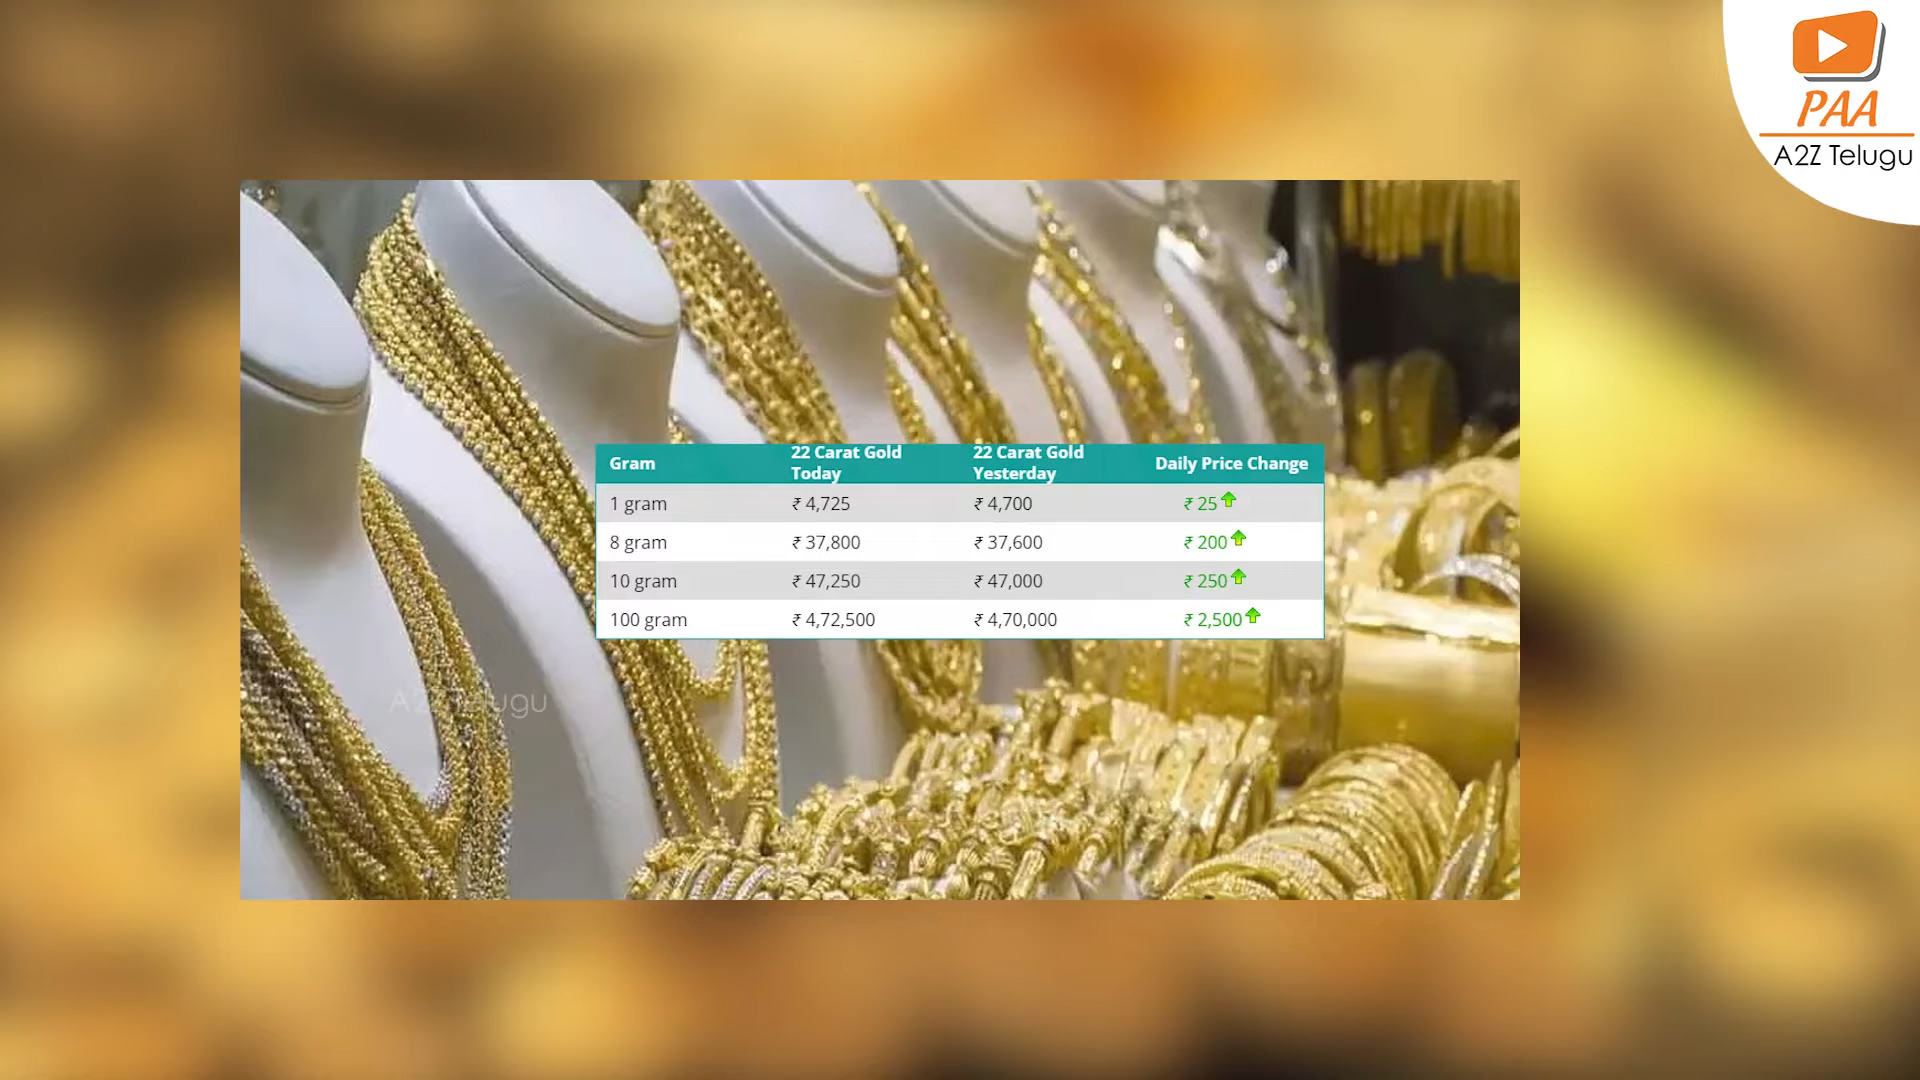 PAA
A2Z Telugu
Gram 22 Carat Gold Today 22 Carat Gold Yesterday Daily Price Change
1 gram ₹ 4,725 ₹ 4,700 ₹ 25
8 gram ₹ 37,800 ₹ 37,600 ₹ 200
10 gram ₹ 47,250 ₹ 47,000 ₹ 250
100 gram ₹ 4,72,500 ₹ 4,70,000 ₹ 2,500
A2Z Telugu